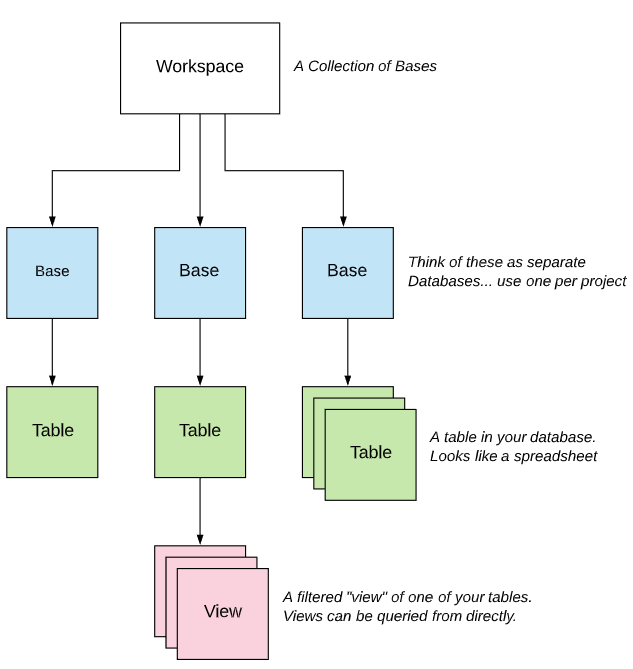 Workspace
A Collection of Bases
Base
Base
Base
Think of these as separate
Databases... use one per project
Table
Table
Table
A table in your database.
Looks like a spreadsheet
View
A filtered "view" of one of your tables.
Views can be queried from directly.